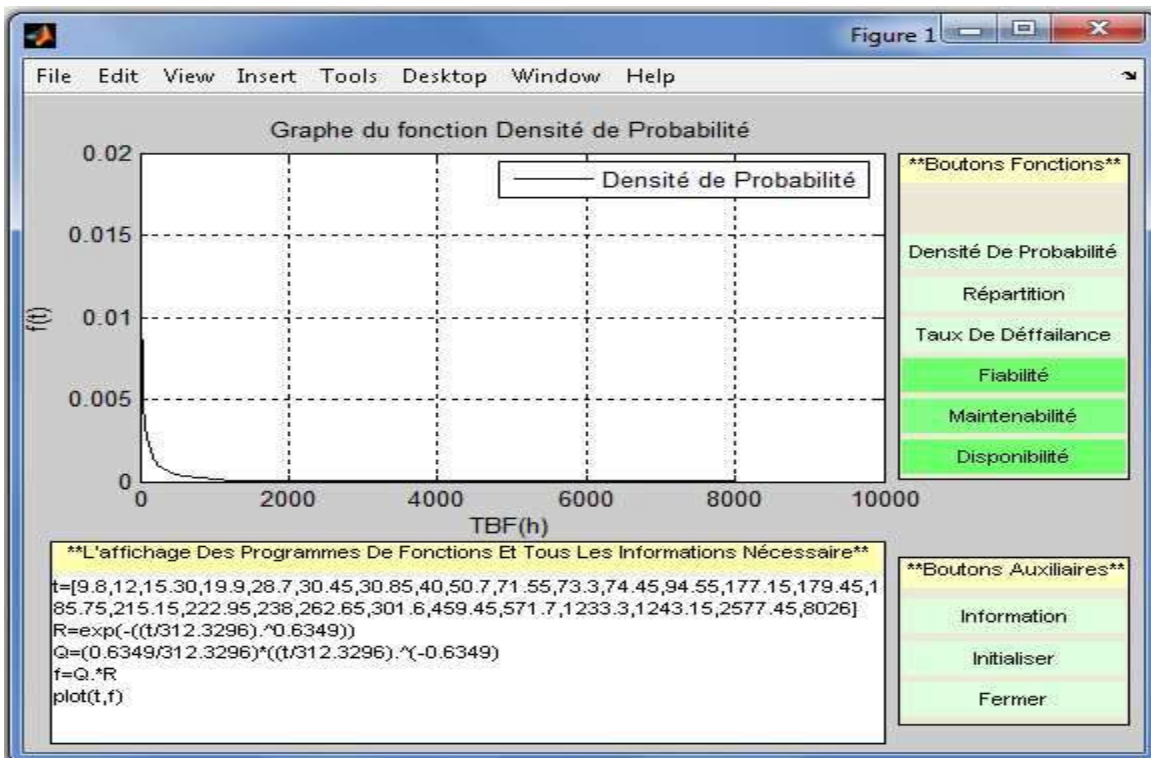 Figure 1
File Edit View Insert Tools Desktop Window Help
Graphe du fonction Densité de Probabilité
0.02
0.015
0.01
0.005
0
f(t)
Densité de Probabilité
0 2000 4000 6000 8000 10000
TBF(h)
**Boutons Fonctions**
Densité De Probabilité
Répartition
Taux De Déffailance
Fiabilité
Maintenabilité
Disponibilité
**L'affichage Des Programmes De Fonctions Et Tous Les Informations Nécessaire**
t=[9.8,12,15.30,19.9,28.7,30.45,30.85,40,50.7,71.55,73.3,74.45,94.55,177.15,179.45,1
85.75,215.15,222.95,238,262.65,301.6,459.45,571.7,1233.3,1243.15,2577.45,8026]
R=exp(-((t/312.3296).^0.6349))
Q=(0.6349/312.3296)*((t/312.3296).^(-0.6349)
f=Q.*R
plot(t,f)
**Boutons Auxiliaires**
Information
Initialiser
Fermer